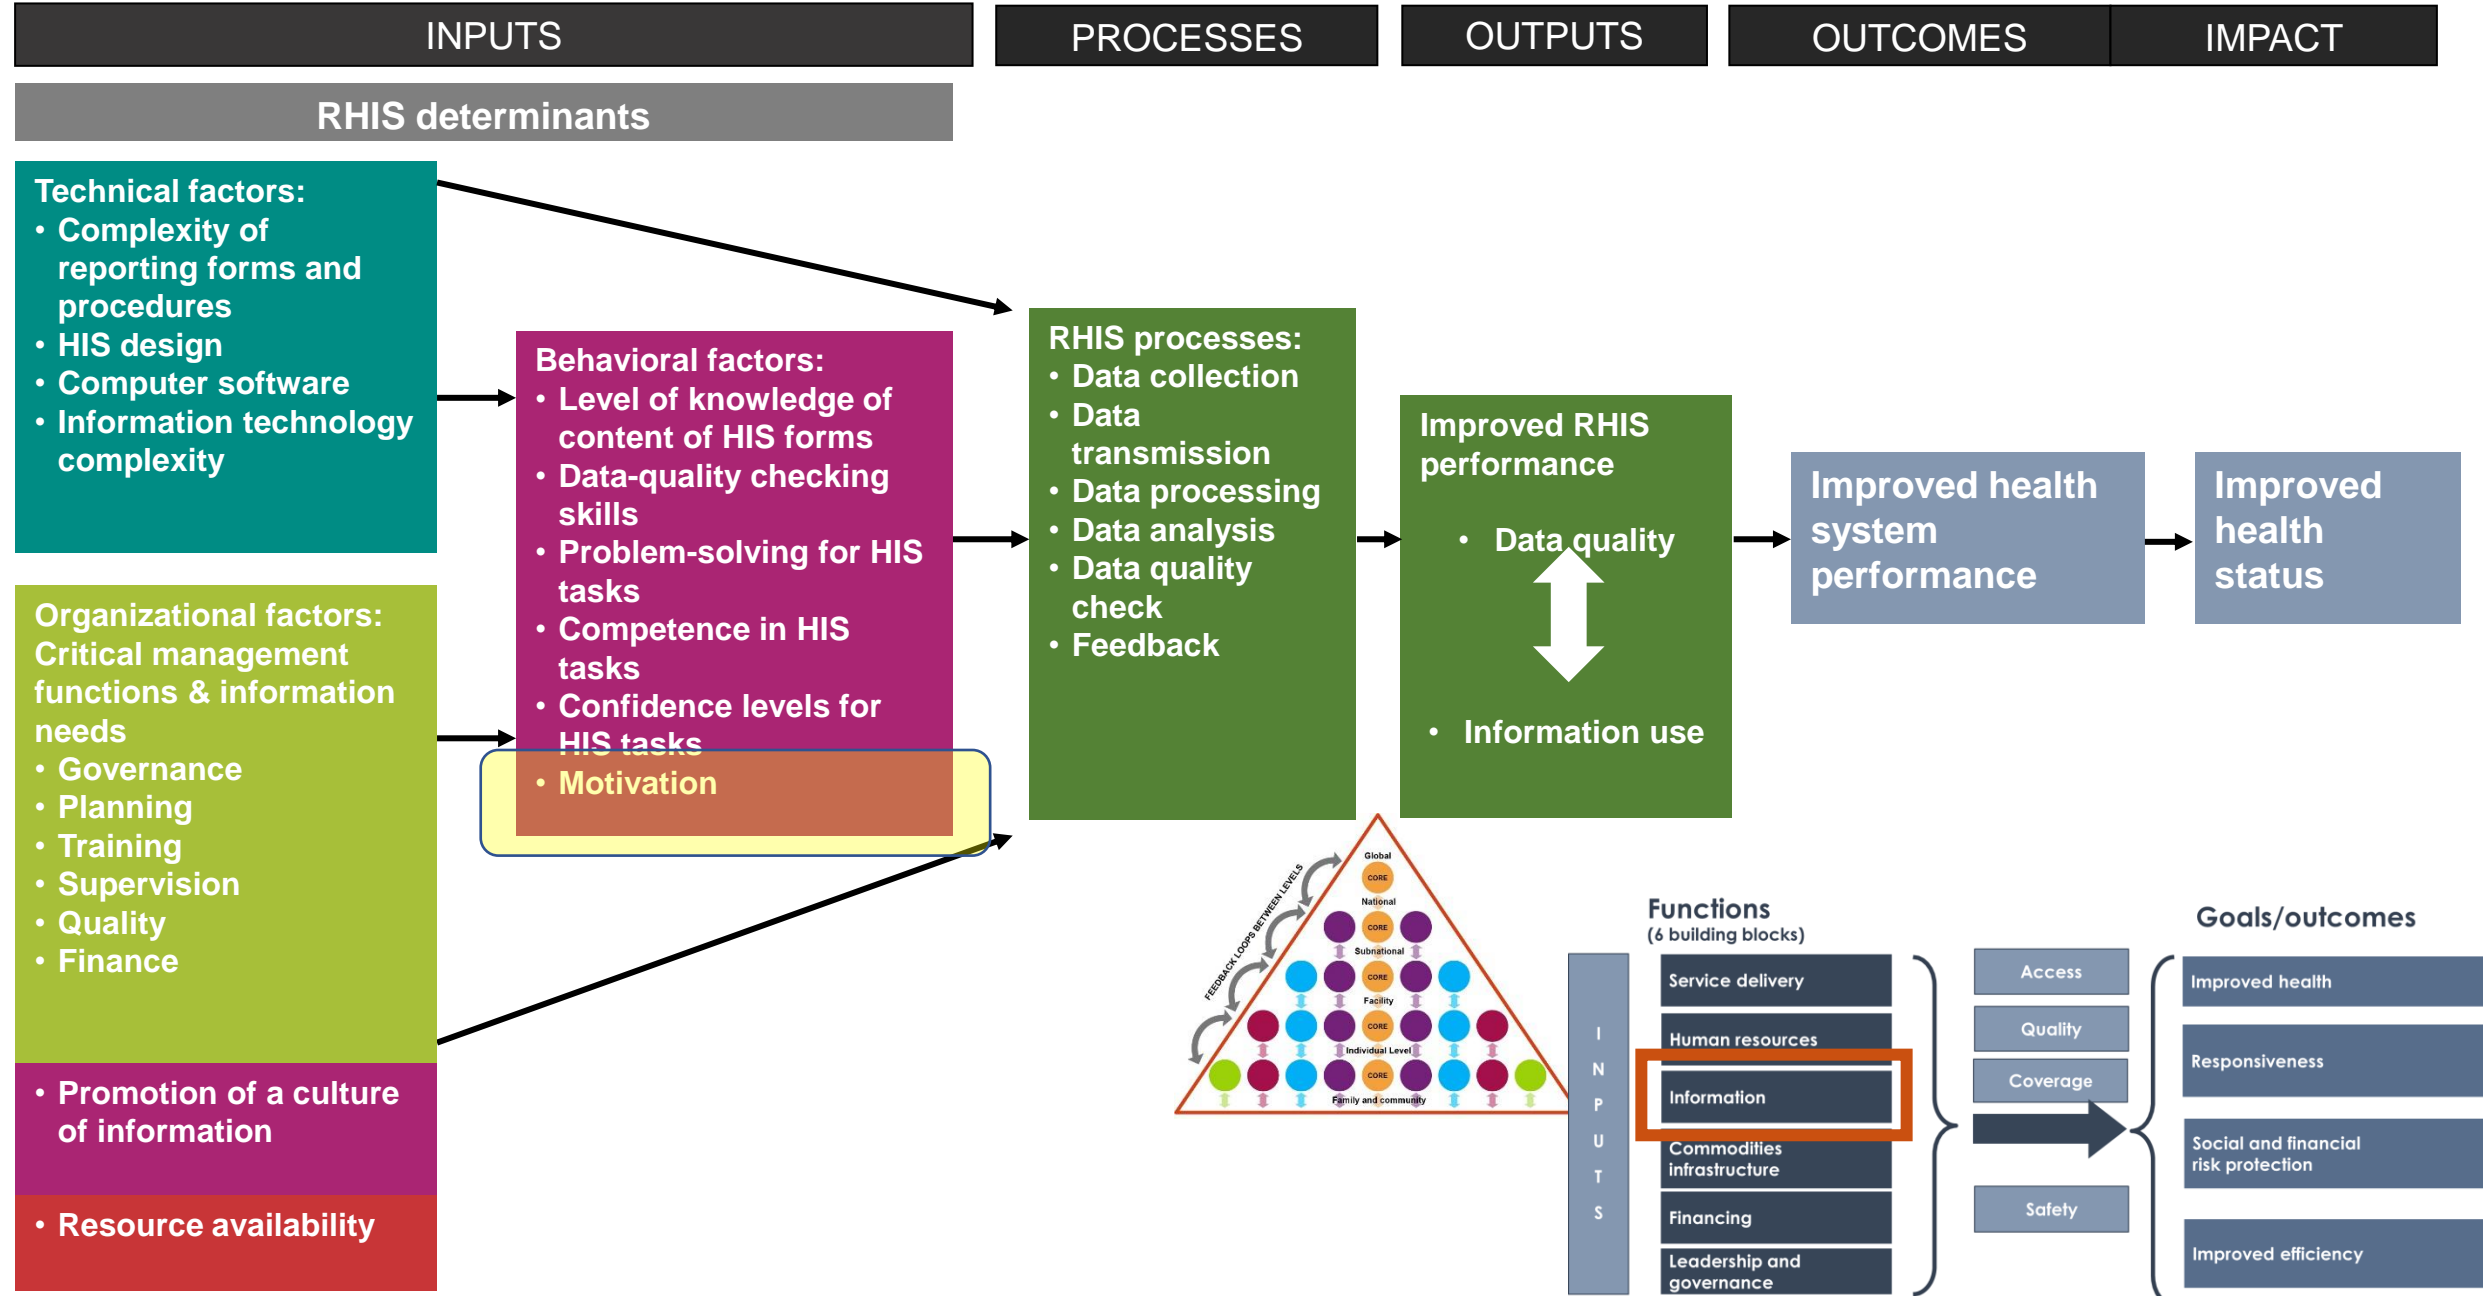 INPUTS
PROCESSES
OUTPUTS
OUTCOMES
IMPACT
RHIS determinants
Technical factors:
• Complexity of
reporting forms and
procedures
• HIS design
• Computer software
• Information technology
complexity
Organizational factors:
Critical management
functions & information
needs
• Governance
• Planning
• Training
• Supervision
• Quality
• Finance
• Promotion of a culture
of information
• Resource availability
Behavioral factors:
• Level of knowledge of
content of HIS forms
• Data-quality checking
skills
• Problem-solving for HIS
tasks
• Competence in HIS
tasks
• Confidence levels for
HIS tasks
• Motivation
RHIS processes:
• Data collection
• Data
transmission
• Data processing
• Data analysis
• Data quality
check
• Feedback
Improved RHIS
performance
• Data quality
• Information use
Improved health
system
performance
Improved
health
status
FEEDBACK LOOPS BETWEEN LEVELS
Global
CORE
National
CORE
Subnational
CORE
Facility
CORE
Individual Level
CORE
Family and community
INPUTS
Functions
(6 building blocks)
Service delivery
Human resources
Information
Commodities
infrastructure
Financing
Leadership and
governance
Access
Quality
Coverage
Safety
Goals/outcomes
Improved health
Responsiveness
Social and financial
risk protection
Improved efficiency